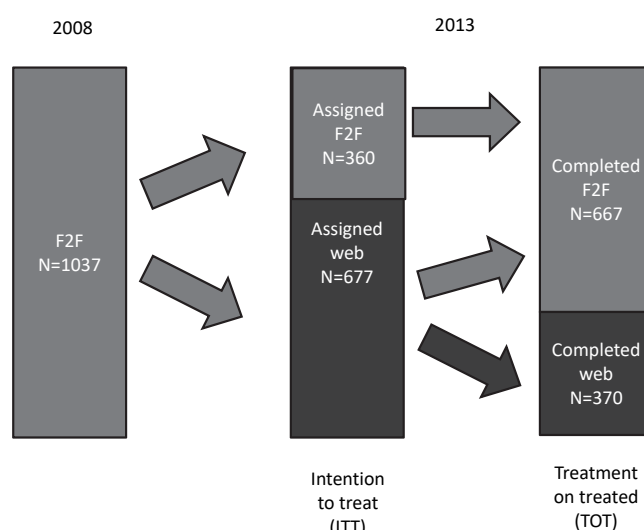 2008
2013
F2F
N=1037
Assigned
F2F
N=360
Assigned
web
N=677
Completed
F2F
N=667
Completed
web
N=370
Intention
to treat
(ITT)
Treatment
on treated
(TOT)